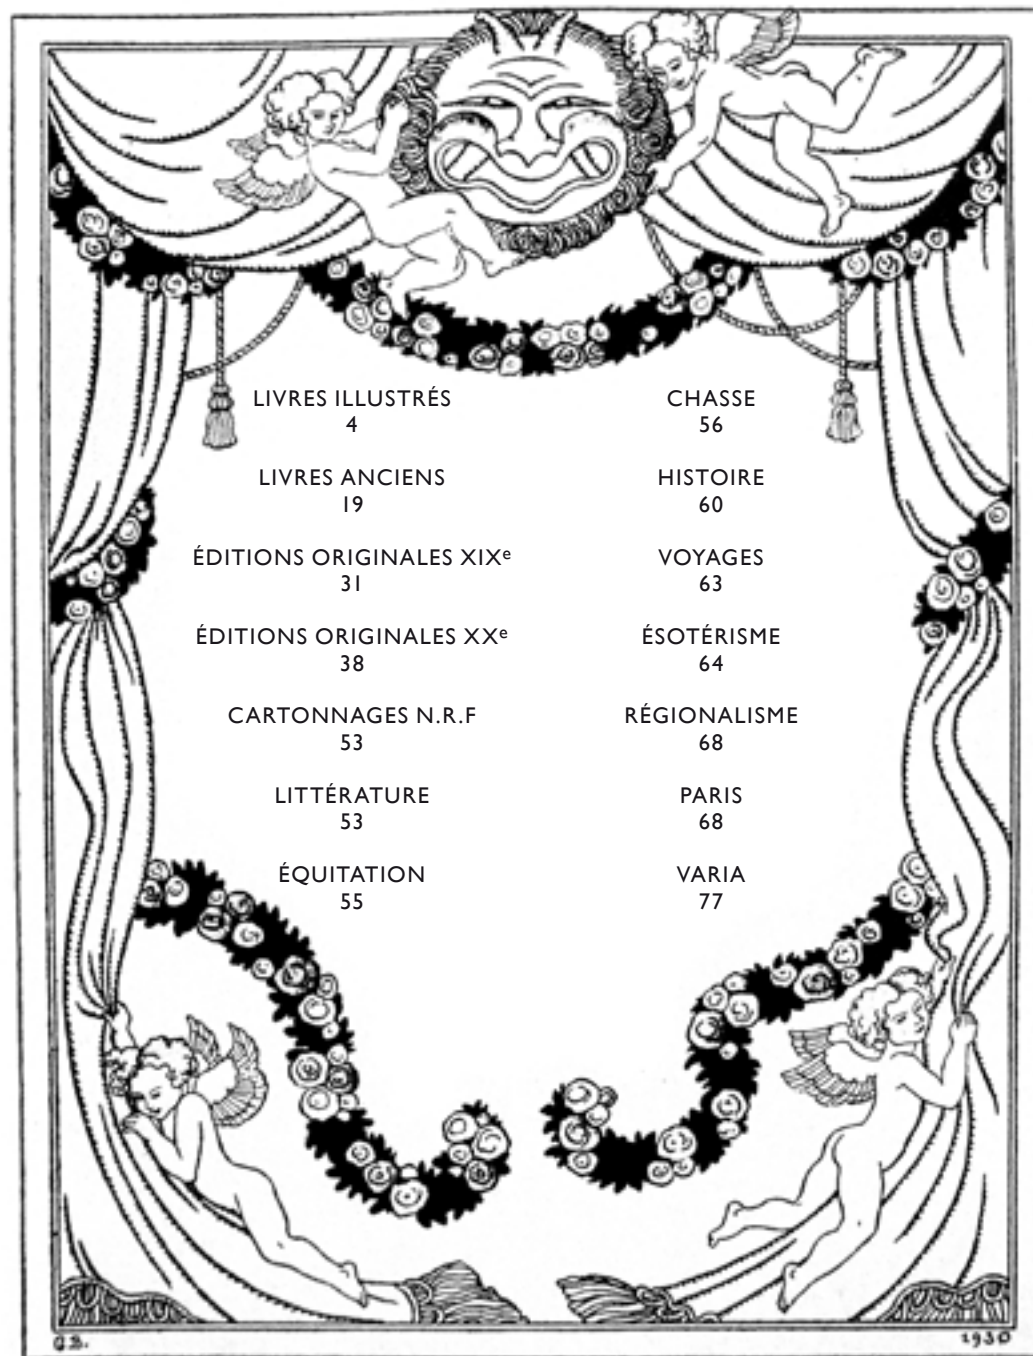 LIVRES ILLUSTRÉS
4
LIVRES ANCIENS
19
ÉDITIONS ORIGINALES XIXe
31
ÉDITIONS ORIGINALES XXe
38
CARTONNAGES N.R.F
53
LITTÉRATURE
53
ÉQUITATION
55
CHASSE
56
HISTOIRE
60
VOYAGES
63
ÉSOTÉRISME
64
RÉGIONALISME
68
PARIS
68
VARIA
77
G.B.
1930